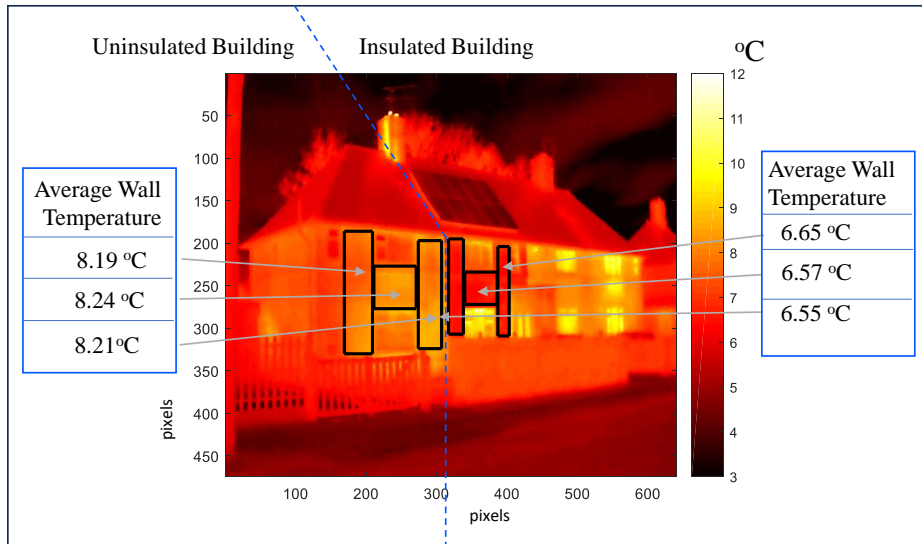 Uninsulated Building
Insulated Building
ºC
Average Wall
Temperature
8.19 ºC
8.24 ºC
8.21ºC
50
100
150
200
250
300
350
400
450
pixels
100
200
300
400
500
600
pixels
12
11
10
9
8
7
6
5
4
3
Average Wall
Temperature
6.65 ºC
6.57 ºC
6.55 ºC